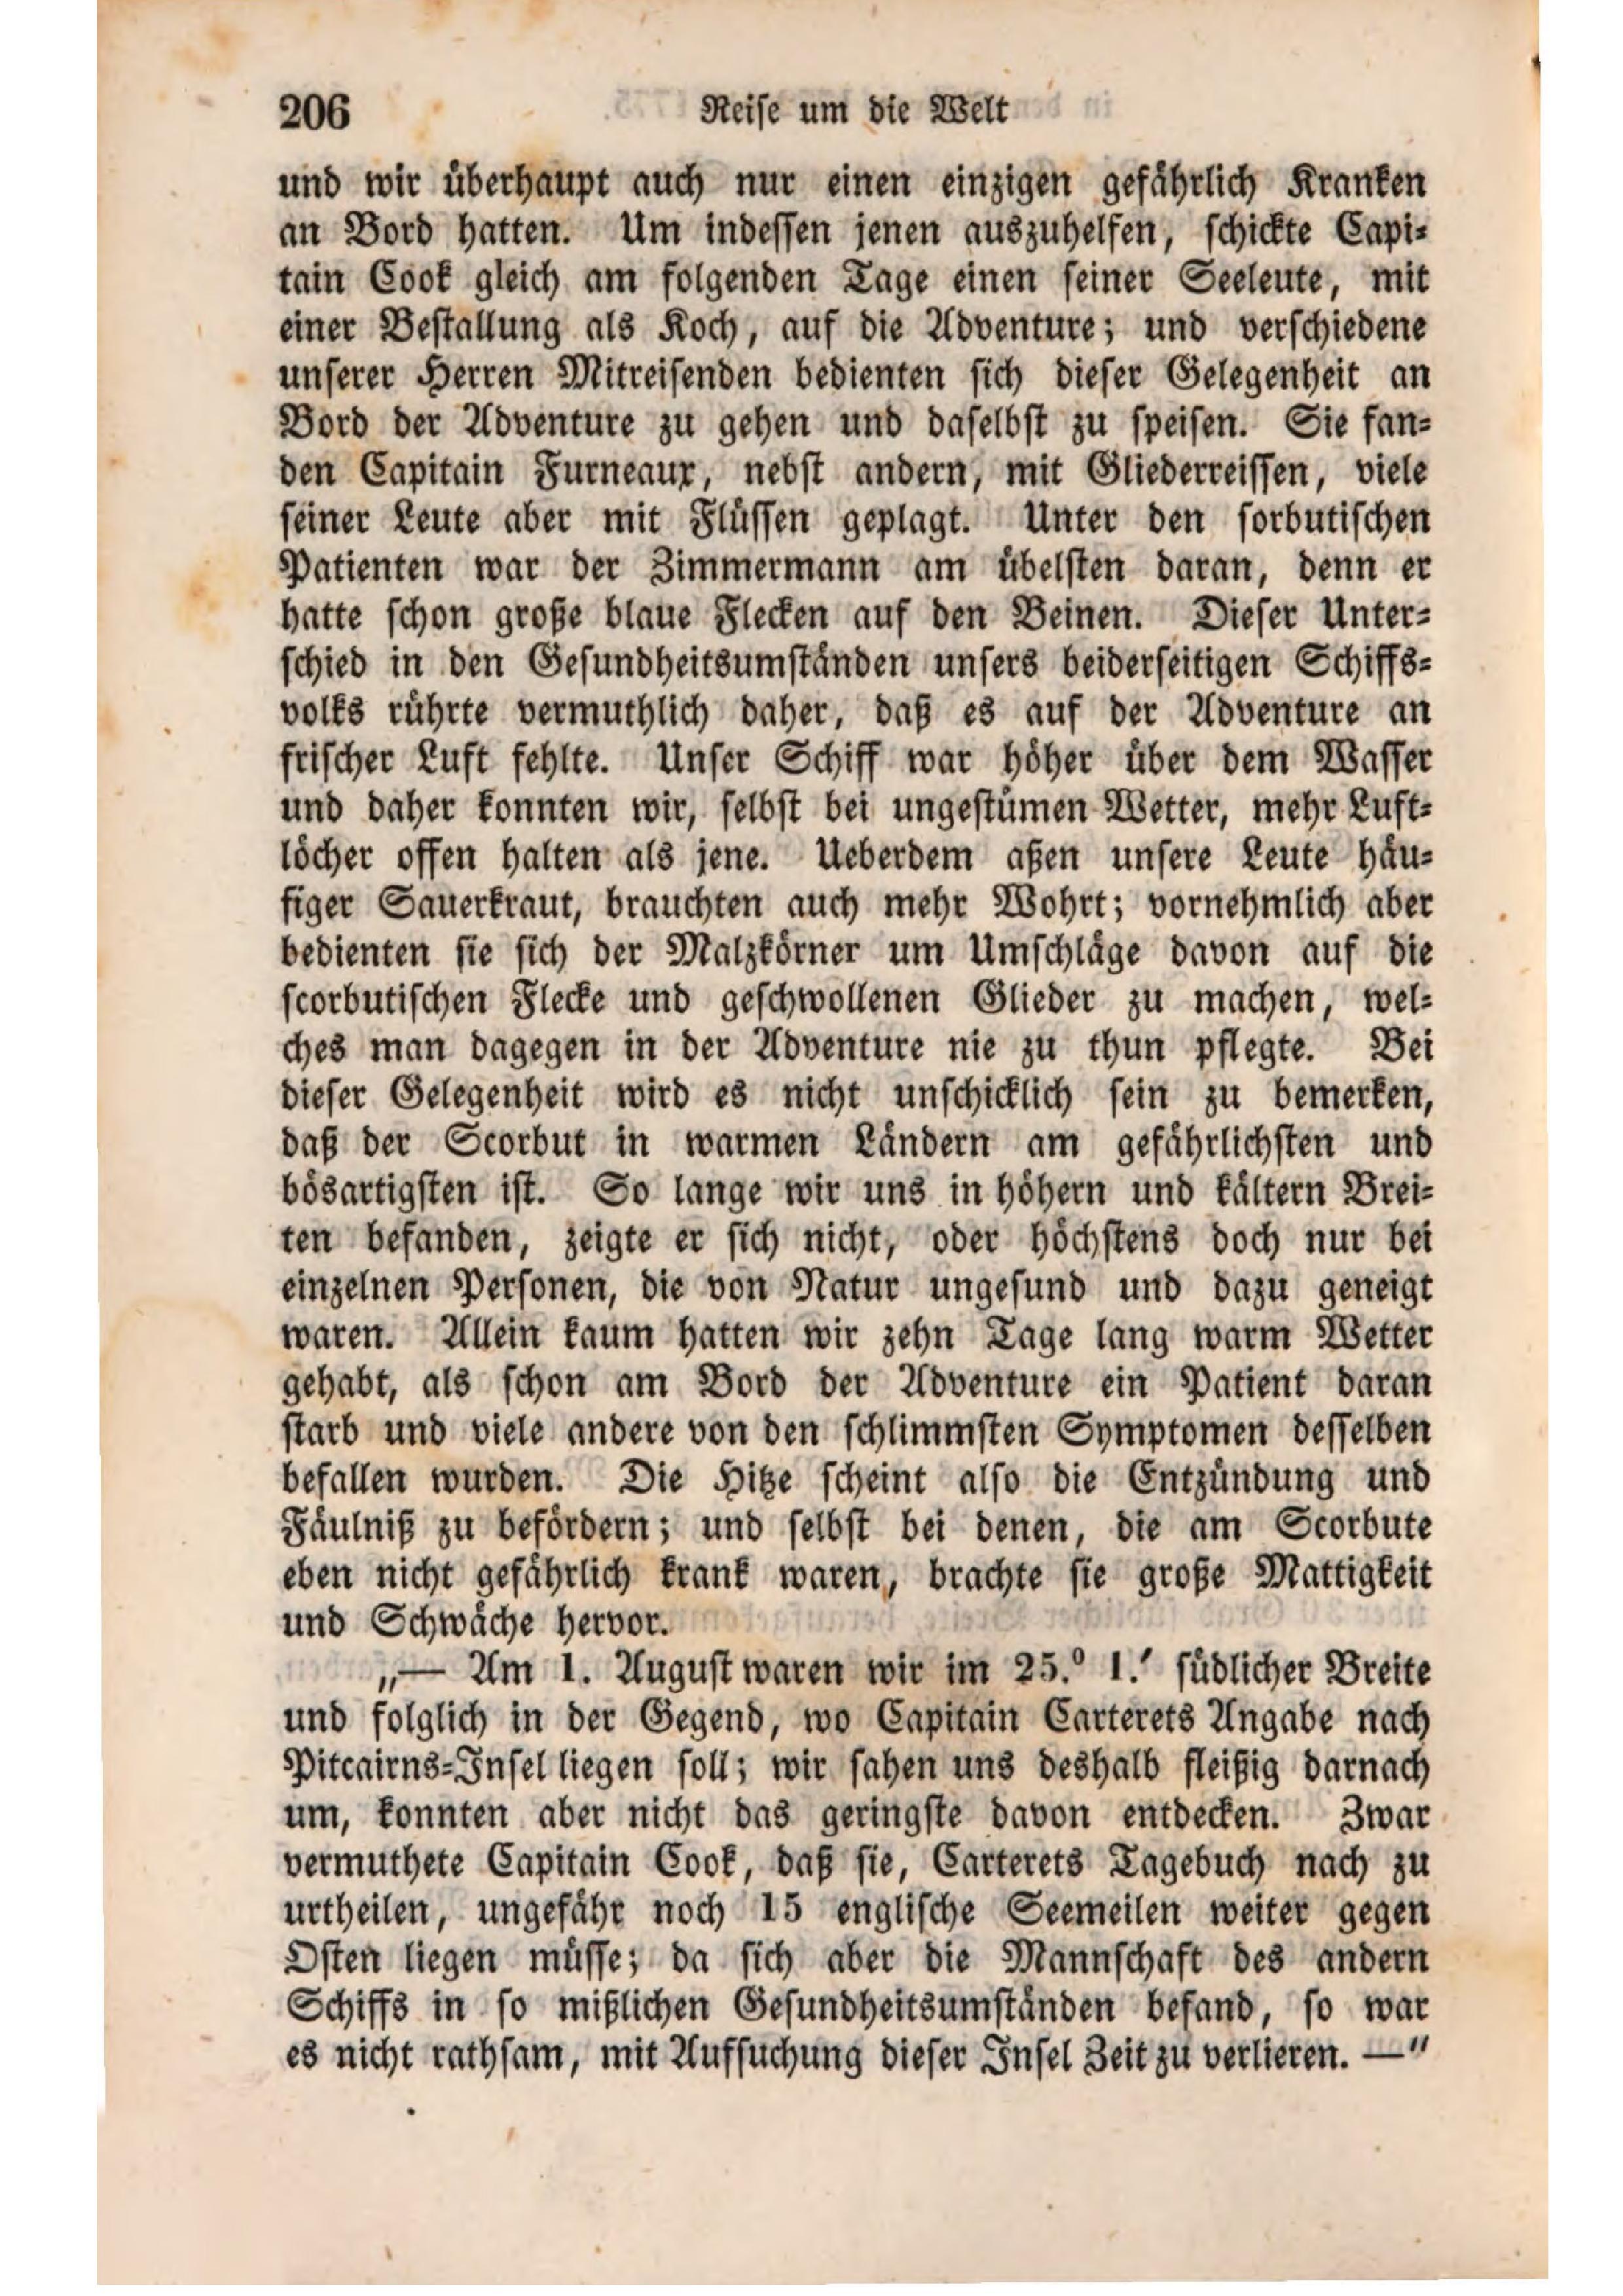 206 Reise um die Welt
und wir überhaupt auch nur einen einzigen gefährlich Kranken
an Bord hatten. Um indessen jenen auszuhelfen, schickte Capi-
tain Cook gleich am folgenden Tage einen seiner Seeleute, mit
einer Bestallung als Koch, auf die Adventure; und verschiedene
unserer Herren Mitreisenden bedienten sich dieser Gelegenheit an
Bord der Adventure zu gehen und daselbst zu speisen. Sie fan-
den Capitain Furneaux, nebst andern, mit Gliederreissen, viele
seiner Leute aber mit Flüssen geplagt. Unter den sorbutischen
Patienten war der Zimmermann am übelsten daran, denn er
hatte schon große blaue Flecken auf den Beinen. Dieser Unter-
schied in den Gesundheitsumständen unsers beiderseitigen Schiffs-
volks rührte vermuthlich daher, daß es auf der Adventure an
frischer Luft fehlte. Unser Schiff war höher über dem Wasser
und daher konnten wir, selbst bei ungestümen Wetter, mehr Luft-
löcher offen halten als jene. Ueberdem aßen unsere Leute häu-
figer Sauerkraut, brauchten auch mehr Wohrt; vornehmlich aber
bedienten sie sich der Malzkörner um Umschläge davon auf die
scorbutischen Flecke und geschwollenen Glieder zu machen, wel-
ches man dagegen in der Adventure nie zu thun pflegte. Bei
dieser Gelegenheit wird es nicht unschicklich sein zu bemerken,
daß der Scorbut in warmen Ländern am gefährlichsten und
bösartigsten ist. So lange wir uns in höhern und kältern Brei-
ten befanden, zeigte er sich nicht, oder höchstens doch nur bei
einzelnen Personen, die von Natur ungesund und dazu geneigt
waren. Allein kaum hatten wir zehn Tage lang warm Wetter
gehabt, als schon am Bord der Adventure ein Patient daran
starb und viele andere von den schlimmsten Symptomen desselben
befallen wurden. Die Hitze scheint also die Entzündung und
Fäulniß zu befördern; und selbst bei denen, die am Scorbute
eben nicht gefährlich krank waren, brachte sie große Mattigkeit
und Schwäche hervor.
„— Am 1. August waren wir im 25.⁰ 1.′ südlicher Breite
und folglich in der Gegend, wo Capitain Carterets Angabe nach
Pitcairns-Insel liegen soll; wir sahen uns deshalb fleißig darnach
um, konnten aber nicht das geringste davon entdecken. Zwar
vermuthete Capitain Cook, daß sie, Carterets Tagebuch nach zu
urtheilen, ungefähr noch 15 englische Seemeilen weiter gegen
Osten liegen müsse; da sich aber die Mannschaft des andern
Schiffs in so mißlichen Gesundheitsumständen befand, so war
es nicht rathsam, mit Aufsuchung dieser Insel Zeit zu verlieren. —"